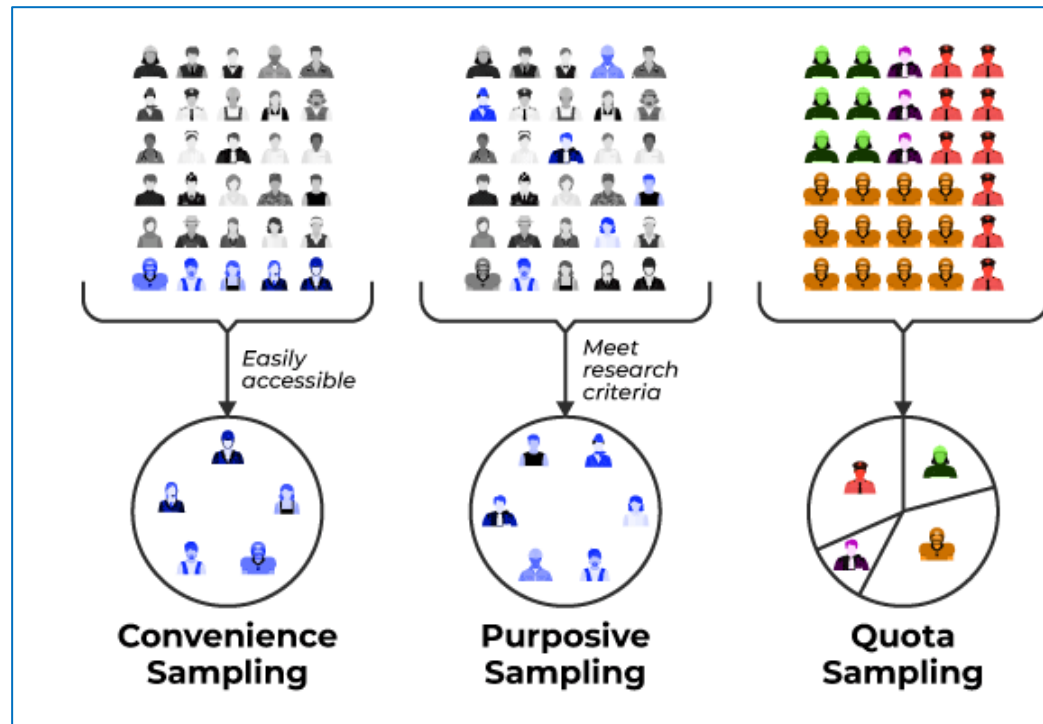 Easily
accessible
Meet
research
criteria
Convenience
Sampling
Purposive
Sampling
Quota
Sampling